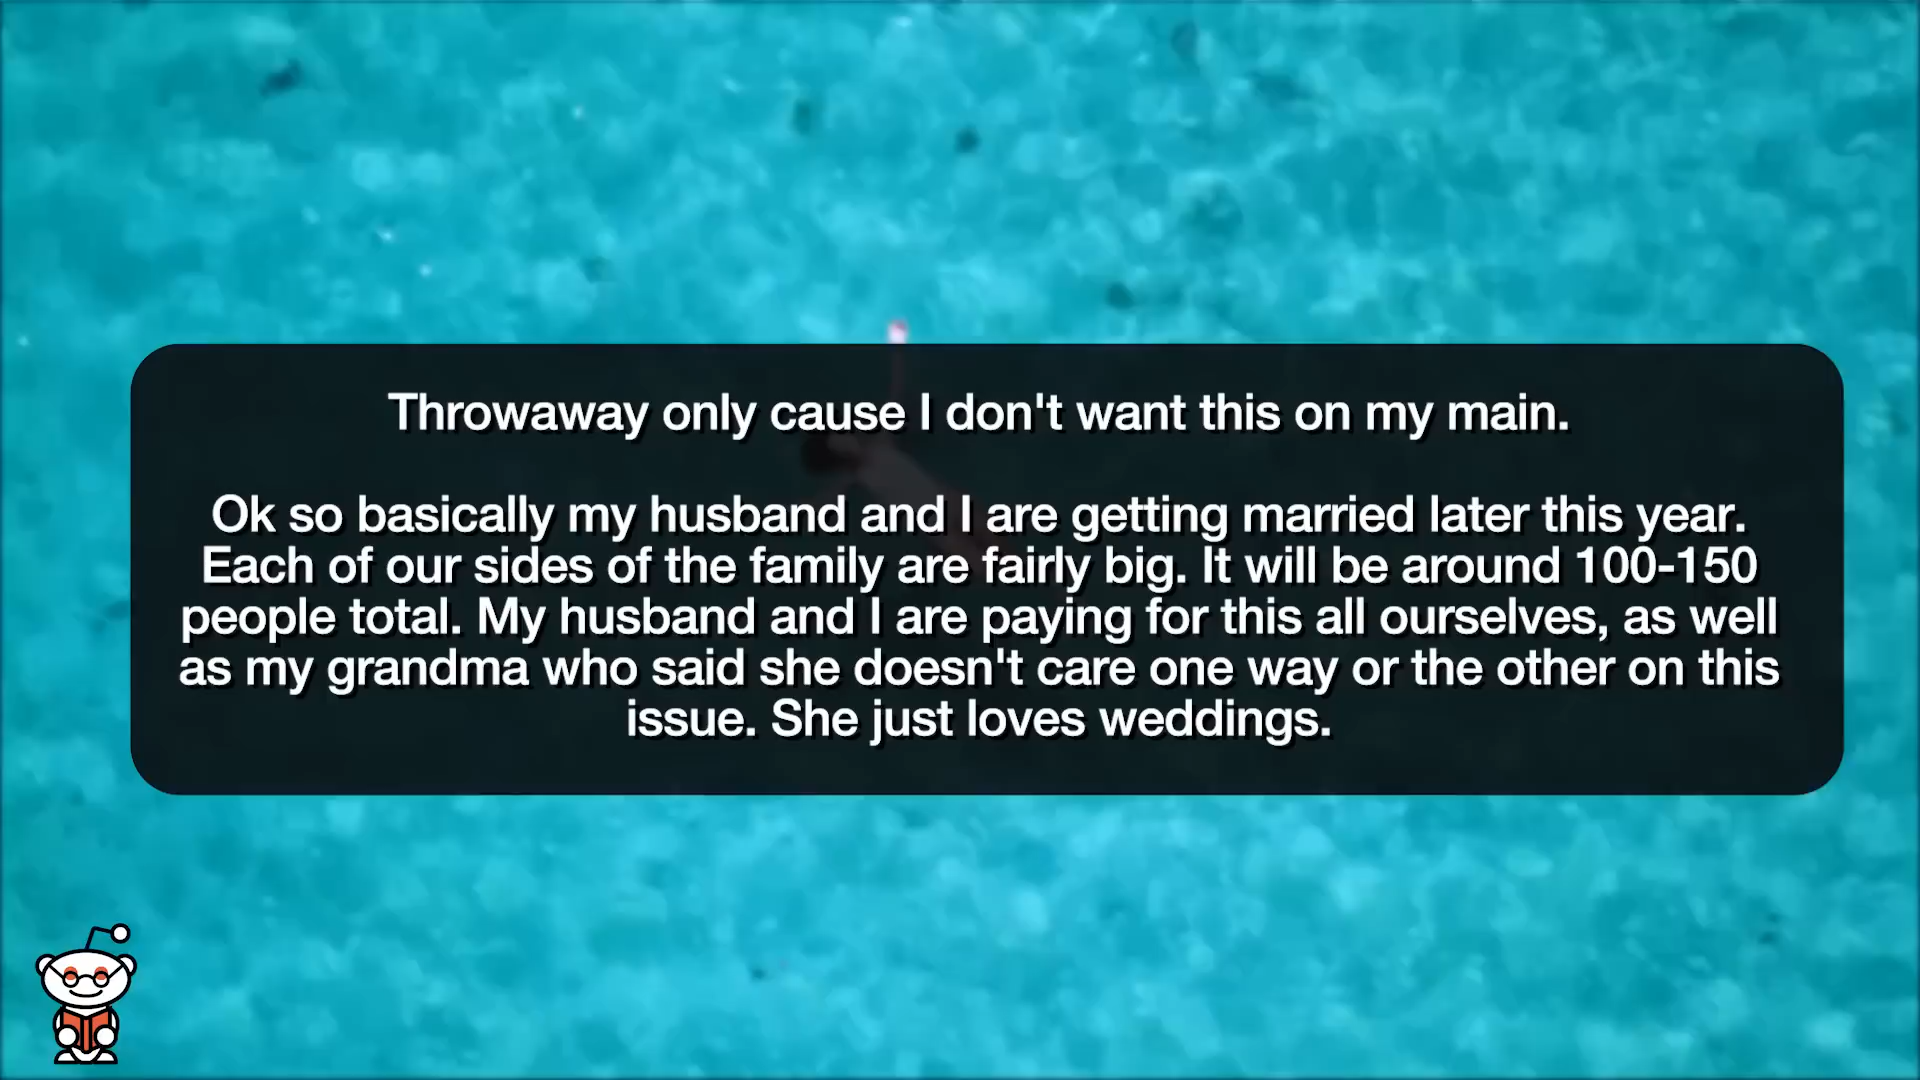 Throwaway only cause I don't want this on my main.
Ok so basically my husband and I are getting married later this year.
Each of our sides of the family are fairly big. It will be around 100-150
people total. My husband and I are paying for this all ourselves, as well
as my grandma who said she doesn't care one way or the other on this
issue. She just loves weddings.